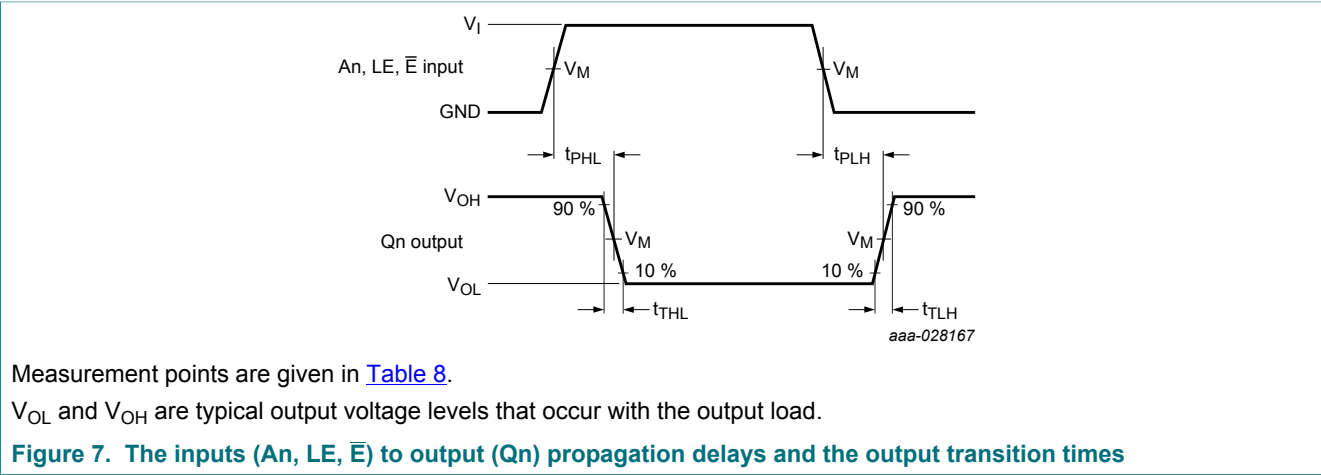 VI
An, LE, E̅ input
VM
VM
GND
tPHL
tPLH
VOH
90 %
90 %
Qn output
VM
VM
10 %
10 %
VOL
tTHL
tTLH
aaa-028167
Measurement points are given in Table 8.
VOL and VOH are typical output voltage levels that occur with the output load.
Figure 7. The inputs (An, LE, E̅) to output (Qn) propagation delays and the output transition times